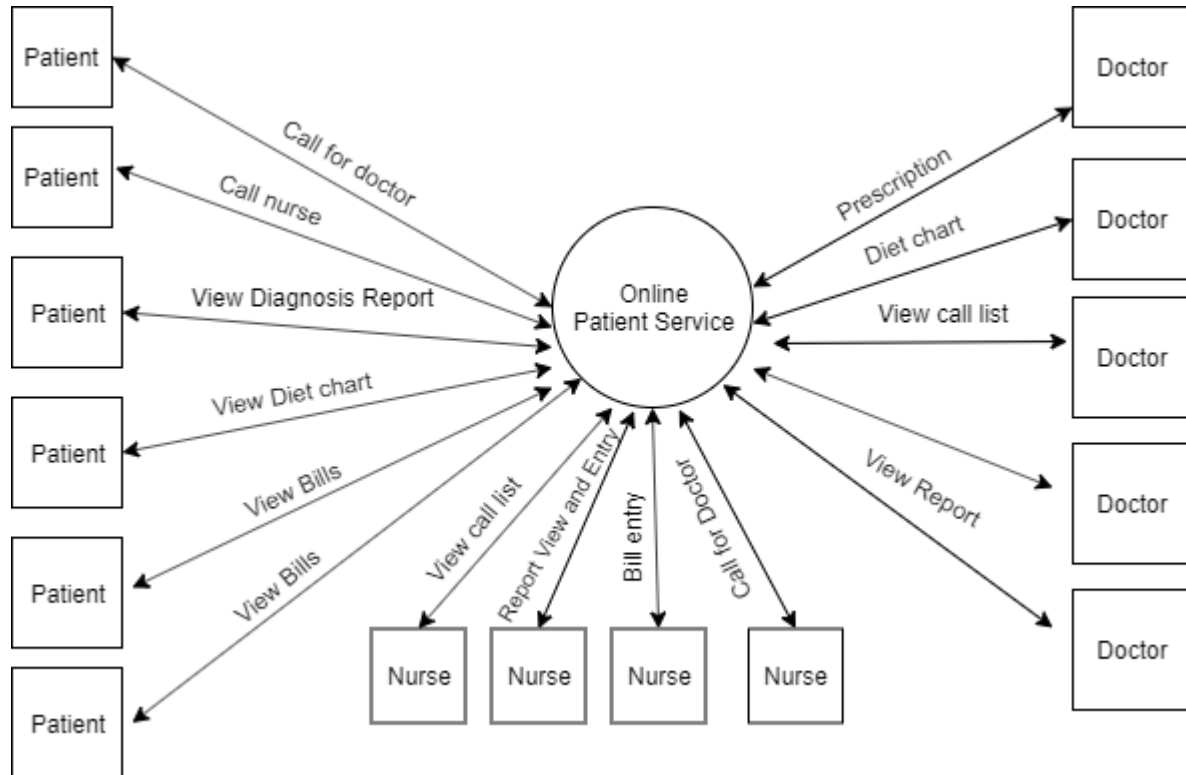 Patient
Doctor
Call for doctor
Patient
Call nurse
Prescription
Doctor
Diet chart
Patient
View Diagnosis Report
Online
Patient Service
View call list
Doctor
Patient
View Diet chart
View Bills
View Report
Doctor
Patient
View Bills
View call list
Report View and Entry
Bill entry
Call for Doctor
Patient
Nurse
Nurse
Nurse
Nurse
Doctor